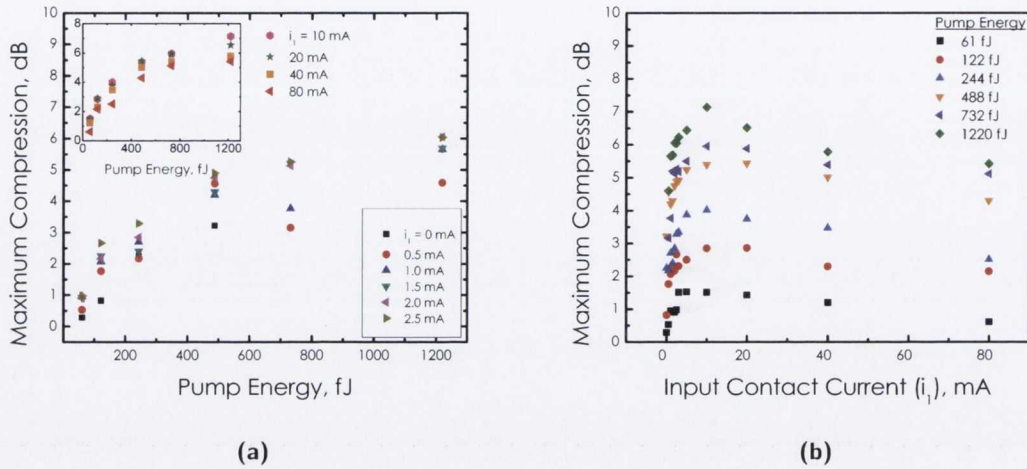 Maximum Compression, dB
10
9
8
7
6
5
4
3
2
1
0
8
6
4
2
0
0 400 800 1200
Pump Energy, fJ
i1 = 10 mA
20 mA
40 mA
80 mA
i1 = 0 mA
0.5 mA
1.0 mA
1.5 mA
2.0 mA
2.5 mA
200 400 600 800 1000 1200
Pump Energy, fJ
(a)
Maximum Compression, dB
10
9
8
7
6
5
4
3
2
1
0
Pump Energy
61 fJ
122 fJ
244 fJ
488 fJ
732 fJ
1220 fJ
0 20 40 60 80
Input Contact Current (i1), mA
(b)